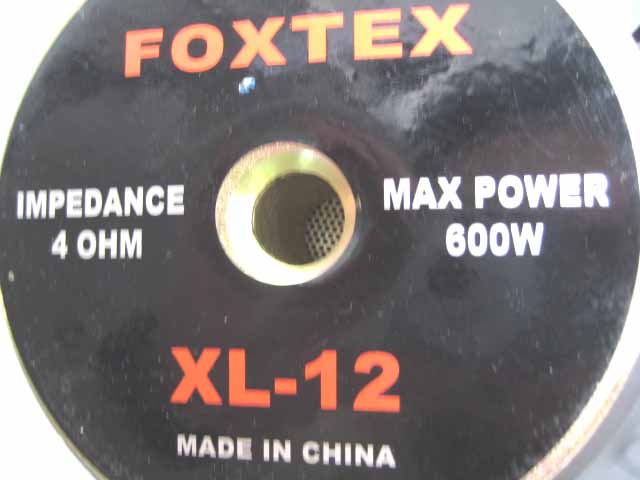 FOXTEX
IMPEDANCE
4 OHM
MAX POWER
600W
XL-12
MADE IN CHINA